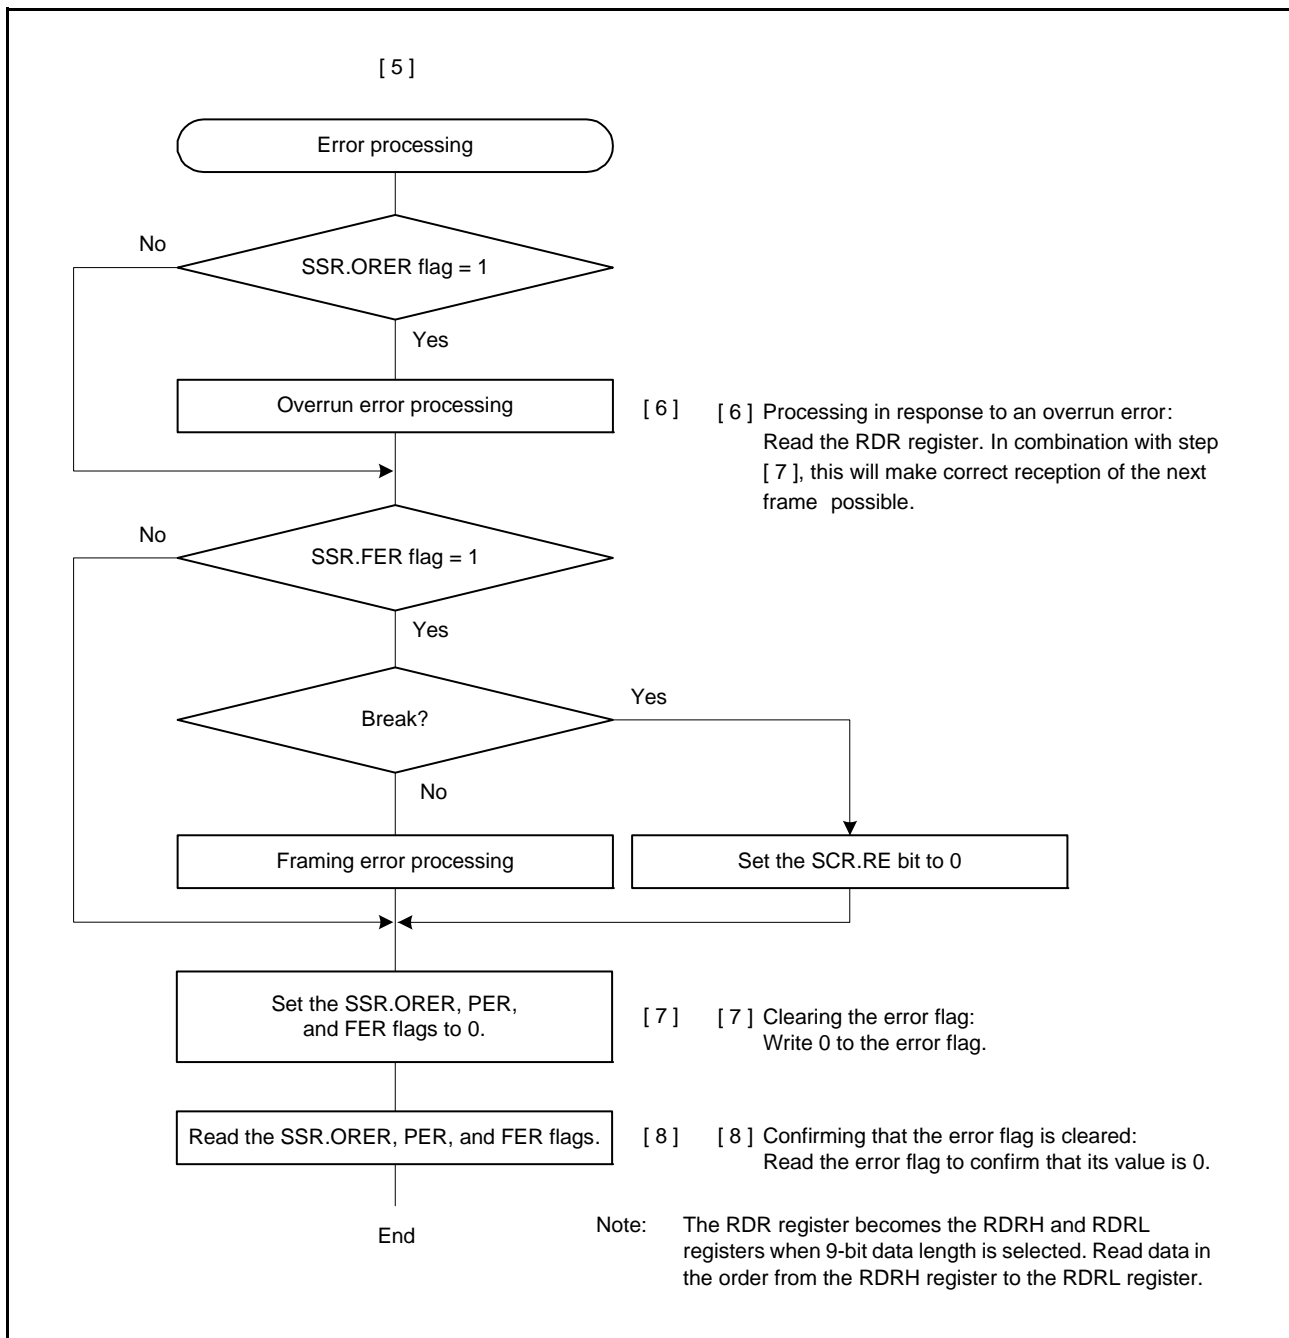 [ 5 ]
Error processing
No
SSR.ORER flag = 1
Yes
Overrun error processing
[ 6 ]
[ 6 ] Processing in response to an overrun error:
Read the RDR register. In combination with step
[ 7 ], this will make correct reception of the next
frame possible.
No
SSR.FER flag = 1
Yes
Break?
Yes
No
Framing error processing
Set the SCR.RE bit to 0
Set the SSR.ORER, PER,
and FER flags to 0.
[ 7 ]
[ 7 ] Clearing the error flag:
Write 0 to the error flag.
Read the SSR.ORER, PER, and FER flags.
[ 8 ]
[ 8 ] Confirming that the error flag is cleared:
Read the error flag to confirm that its value is 0.
End
Note: The RDR register becomes the RDRH and RDRL
registers when 9-bit data length is selected. Read data in
the order from the RDRH register to the RDRL register.